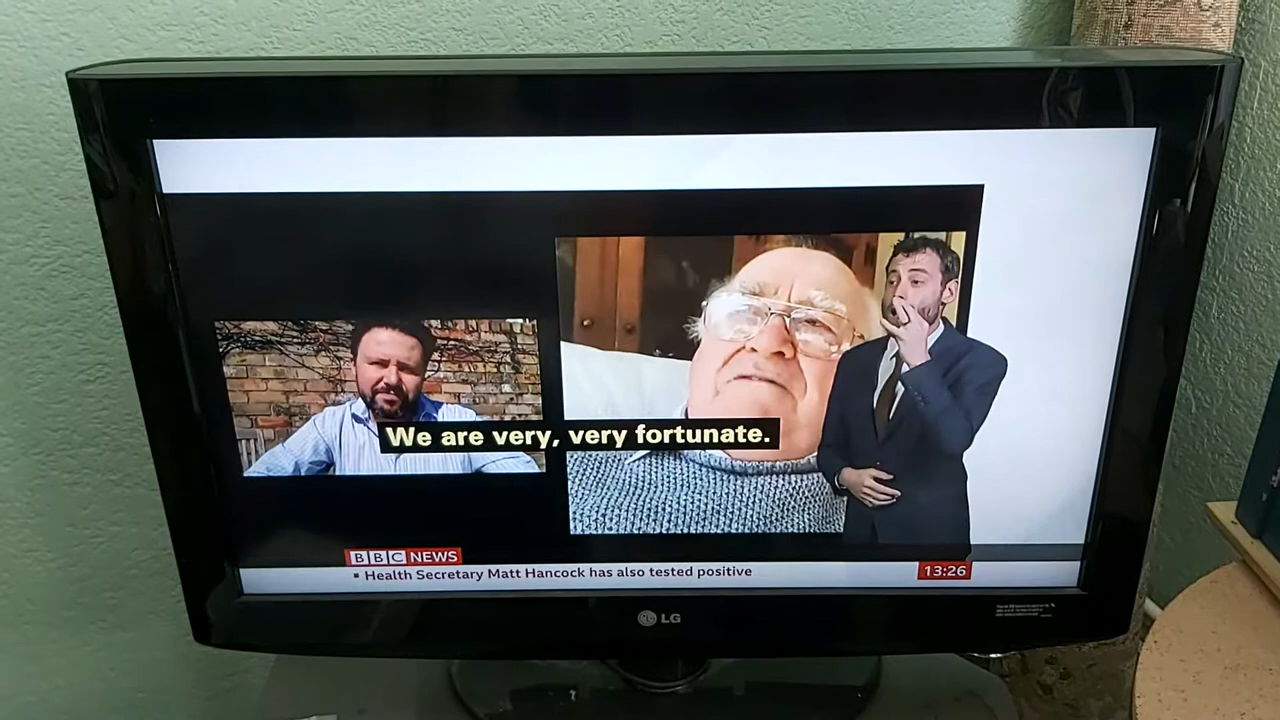 We are very, very fortunate.
BBC NEWS
▪ Health Secretary Matt Hancock has also tested positive
13:26
LG